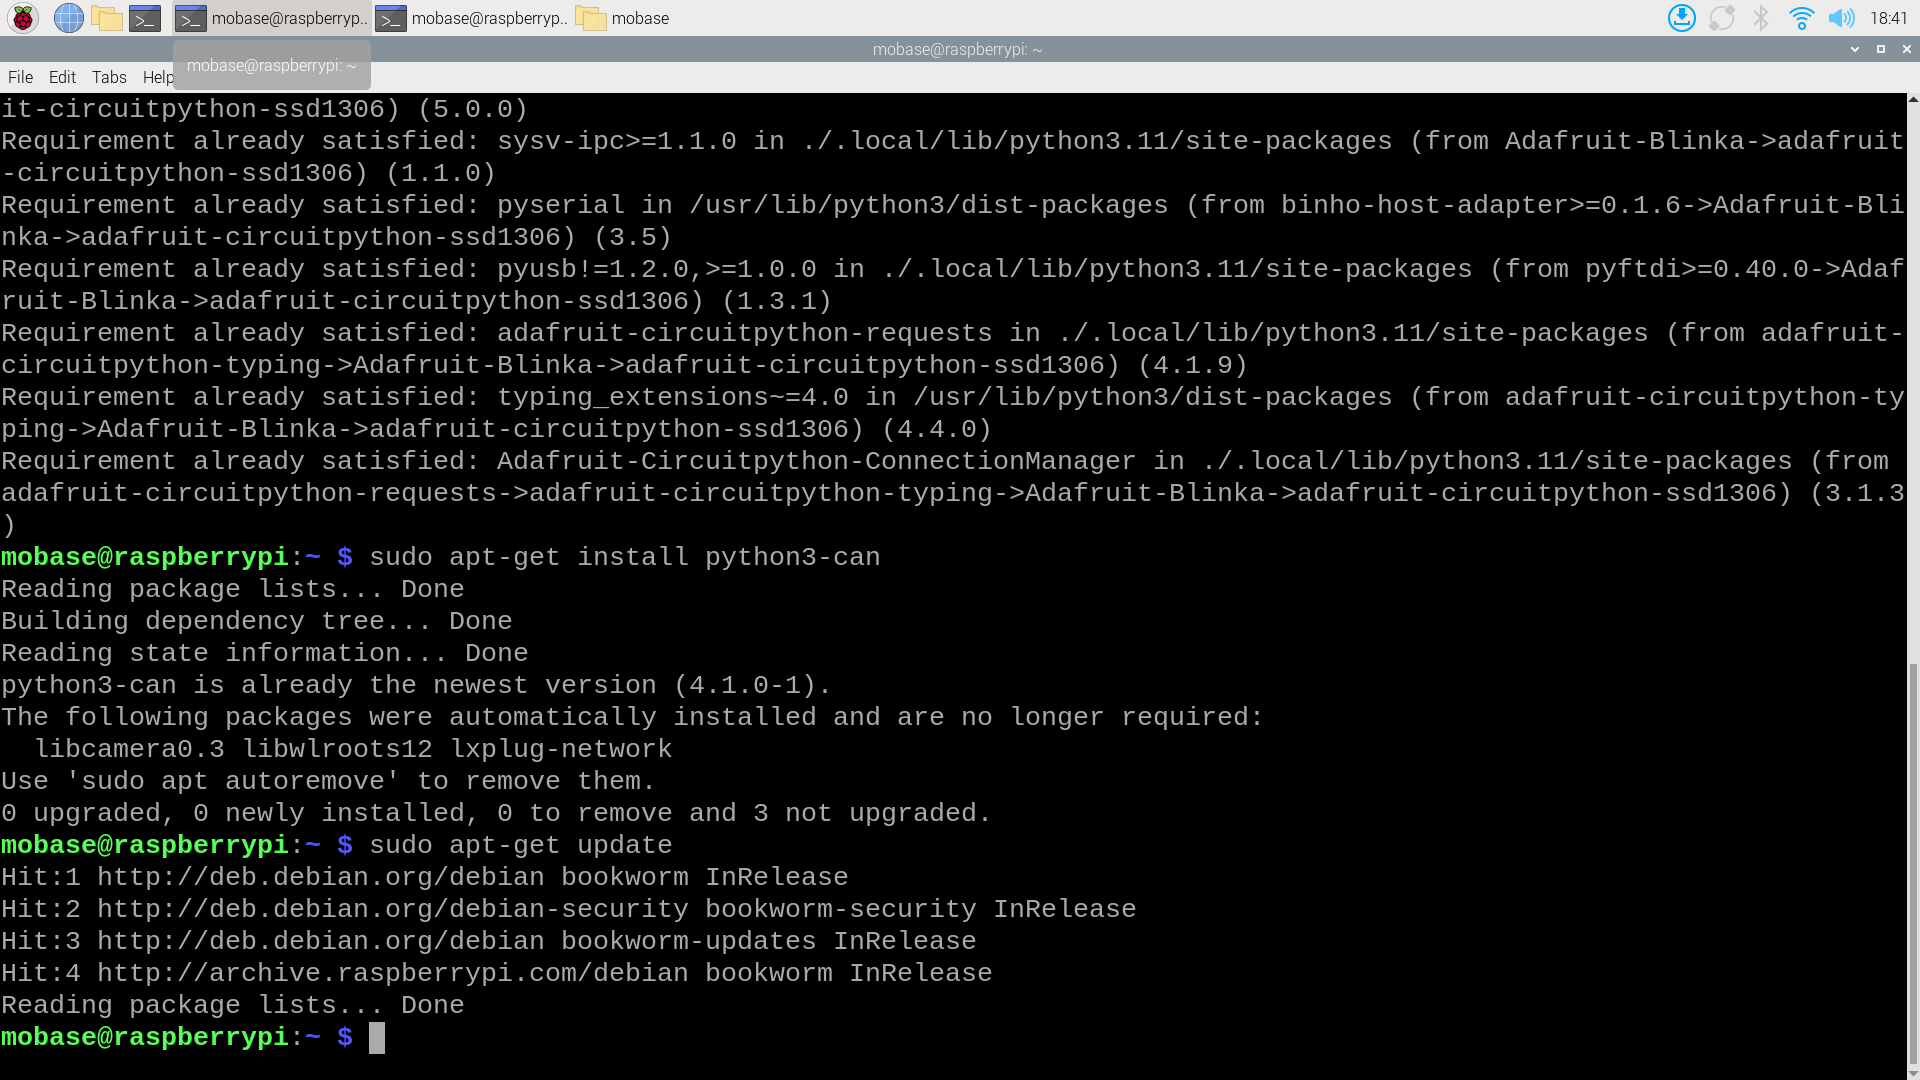 mobase@raspberryp.. mobase@raspberryp.. mobase 18:41
mobase@raspberrypi: ~
mobase@raspberrypi: ~
File Edit Tabs Help
it-circuitpython-ssd1306) (5.0.0)
Requirement already satisfied: sysv-ipc>=1.1.0 in ./.local/lib/python3.11/site-packages (from Adafruit-Blinka->adafruit
-circuitpython-ssd1306) (1.1.0)
Requirement already satisfied: pyserial in /usr/lib/python3/dist-packages (from binho-host-adapter>=0.1.6->Adafruit-Bli
nka->adafruit-circuitpython-ssd1306) (3.5)
Requirement already satisfied: pyusb!=1.2.0,>=1.0.0 in ./.local/lib/python3.11/site-packages (from pyftdi>=0.40.0->Adaf
ruit-Blinka->adafruit-circuitpython-ssd1306) (1.3.1)
Requirement already satisfied: adafruit-circuitpython-requests in ./.local/lib/python3.11/site-packages (from adafruit-
circuitpython-typing->Adafruit-Blinka->adafruit-circuitpython-ssd1306) (4.1.9)
Requirement already satisfied: typing_extensions~=4.0 in /usr/lib/python3/dist-packages (from adafruit-circuitpython-ty
ping->Adafruit-Blinka->adafruit-circuitpython-ssd1306) (4.4.0)
Requirement already satisfied: Adafruit-Circuitpython-ConnectionManager in ./.local/lib/python3.11/site-packages (from
adafruit-circuitpython-requests->adafruit-circuitpython-typing->Adafruit-Blinka->adafruit-circuitpython-ssd1306) (3.1.3
)
mobase@raspberrypi:~ $ sudo apt-get install python3-can
Reading package lists... Done
Building dependency tree... Done
Reading state information... Done
python3-can is already the newest version (4.1.0-1).
The following packages were automatically installed and are no longer required:
  libcamera0.3 libwlroots12 lxplug-network
Use 'sudo apt autoremove' to remove them.
0 upgraded, 0 newly installed, 0 to remove and 3 not upgraded.
mobase@raspberrypi:~ $ sudo apt-get update
Hit:1 http://deb.debian.org/debian bookworm InRelease
Hit:2 http://deb.debian.org/debian-security bookworm-security InRelease
Hit:3 http://deb.debian.org/debian bookworm-updates InRelease
Hit:4 http://archive.raspberrypi.com/debian bookworm InRelease
Reading package lists... Done
mobase@raspberrypi:~ $